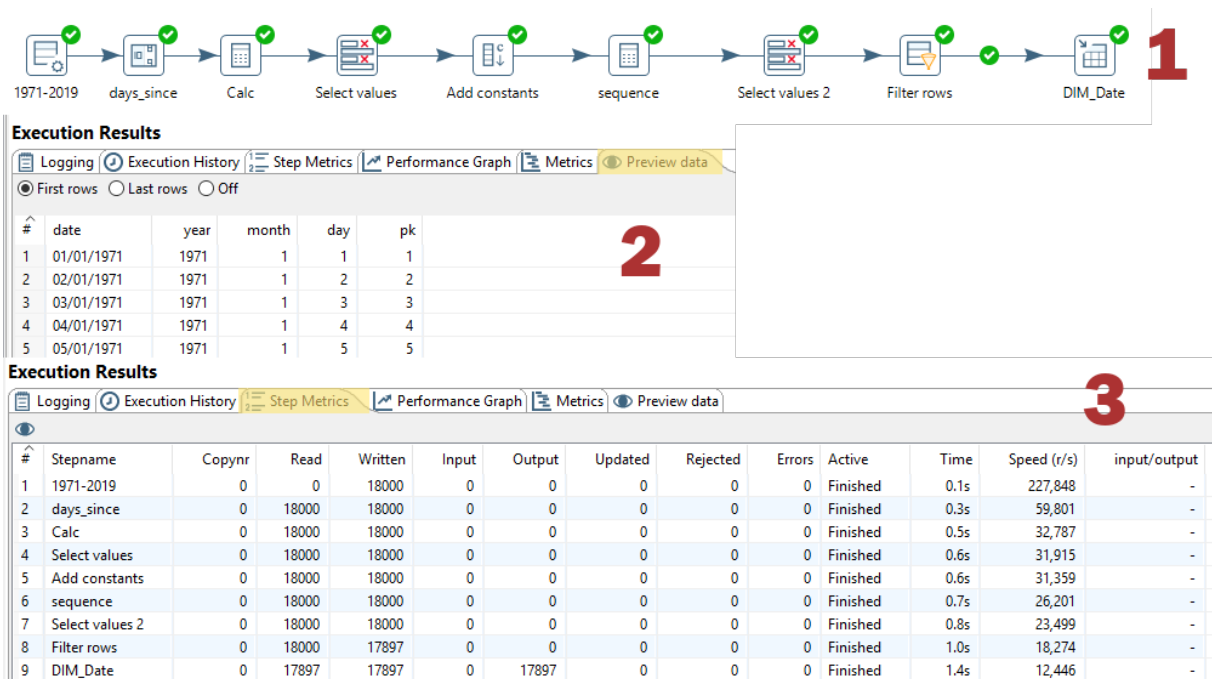 1
1971-2019 days_since Calc Select values Add constants sequence Select values 2 Filter rows DIM_Date
Execution Results
Logging Execution History Step Metrics Performance Graph Metrics Preview data
First rows Last rows Off
# date year month day pk
1 01/01/1971 1971 1 1 1
2 02/01/1971 1971 1 2 2
3 03/01/1971 1971 1 3 3
4 04/01/1971 1971 1 4 4
5 05/01/1971 1971 1 5 5
2
Execution Results
3
Logging Execution History Step Metrics Performance Graph Metrics Preview data
# Stepname Copynr Read Written Input Output Updated Rejected Errors Active Time Speed (r/s) input/output
1 1971-2019 0 0 18000 0 0 0 0 0 Finished 0.1s 227,848 -
2 days_since 0 18000 18000 0 0 0 0 0 Finished 0.3s 59,801 -
3 Calc 0 18000 18000 0 0 0 0 0 Finished 0.5s 32,787 -
4 Select values 0 18000 18000 0 0 0 0 0 Finished 0.6s 31,915 -
5 Add constants 0 18000 18000 0 0 0 0 0 Finished 0.6s 31,359 -
6 sequence 0 18000 18000 0 0 0 0 0 Finished 0.7s 26,201 -
7 Select values 2 0 18000 18000 0 0 0 0 0 Finished 0.8s 23,499 -
8 Filter rows 0 18000 17897 0 0 0 0 0 Finished 1.0s 18,274 -
9 DIM_Date 0 17897 17897 0 17897 0 0 0 Finished 1.4s 12,446 -